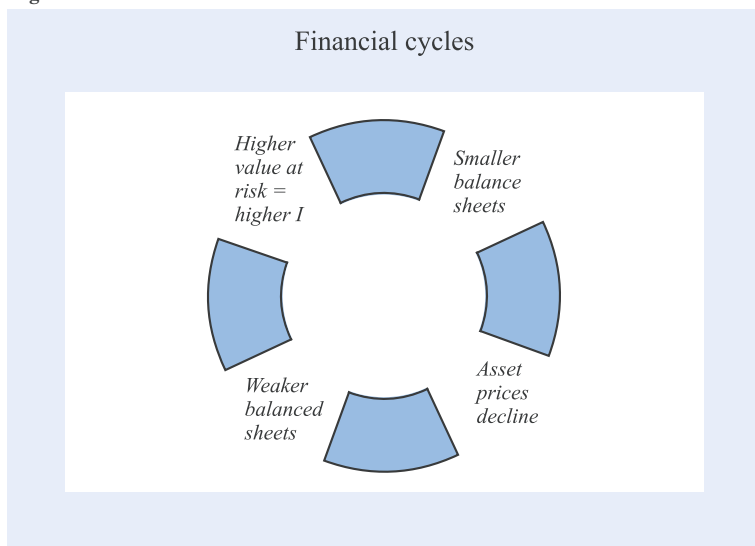 Financial cycles
Higher
value at
risk =
higher I
Smaller
balance
sheets
Asset
prices
decline
Weaker
balanced
sheets